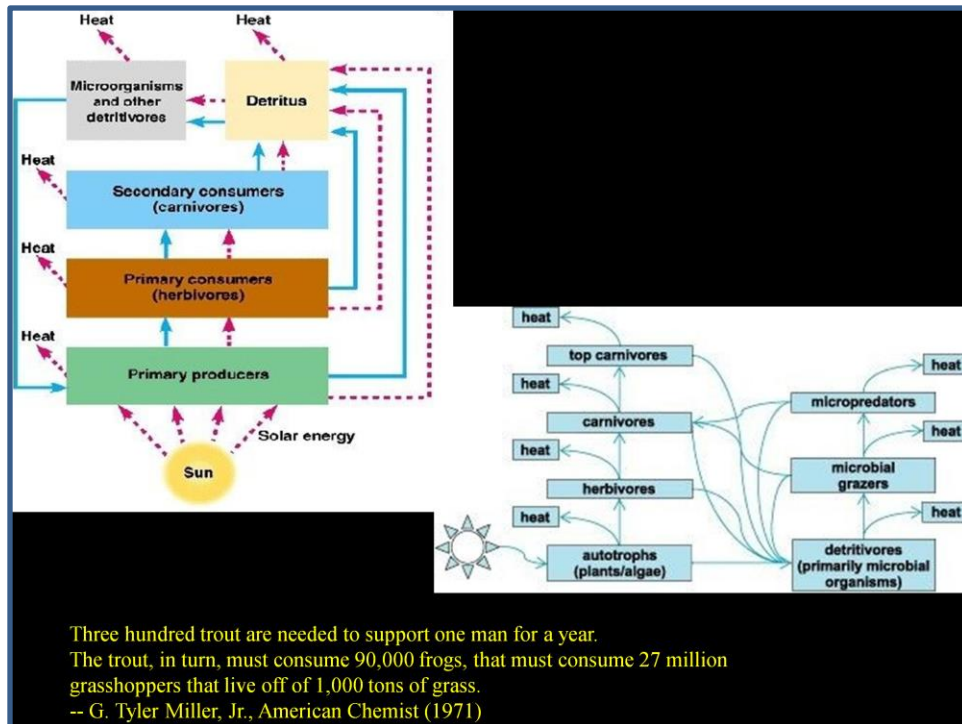 Heat
Heat
Microorganisms
and other
detritivores
Detritus
Heat
Secondary consumers
(carnivores)
Heat
Primary consumers
(herbivores)
Heat
Primary producers
Solar energy
Sun
heat
top carnivores
heat
heat
micropredators
carnivores
heat
heat
microbial
grazers
herbivores
heat
heat
autotrophs
(plants/algae)
detritivores
(primarily microbial
organisms)
Three hundred trout are needed to support one man for a year.
The trout, in turn, must consume 90,000 frogs, that must consume 27 million
grasshoppers that live off of 1,000 tons of grass.
-- G. Tyler Miller, Jr., American Chemist (1971)